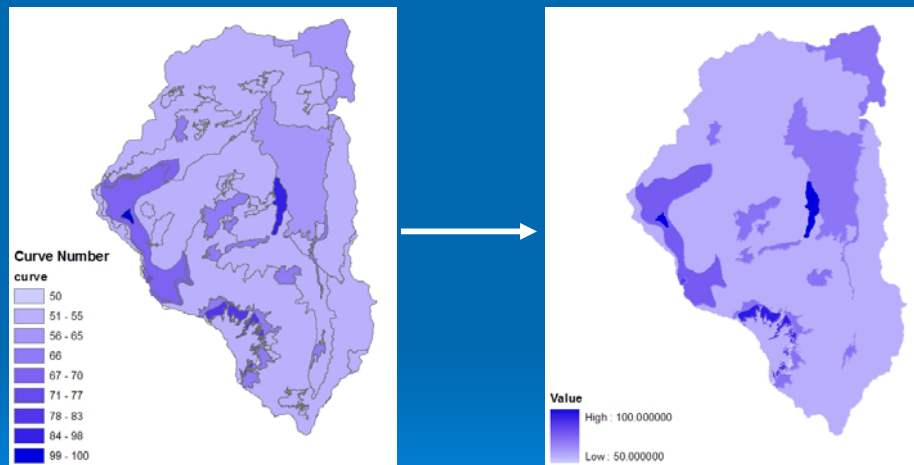 Curve Number
curve
50
51 - 55
56 - 65
66
67 - 70
71 - 77
78 - 83
84 - 98
99 - 100
Value
High : 100.000000
Low : 50.000000